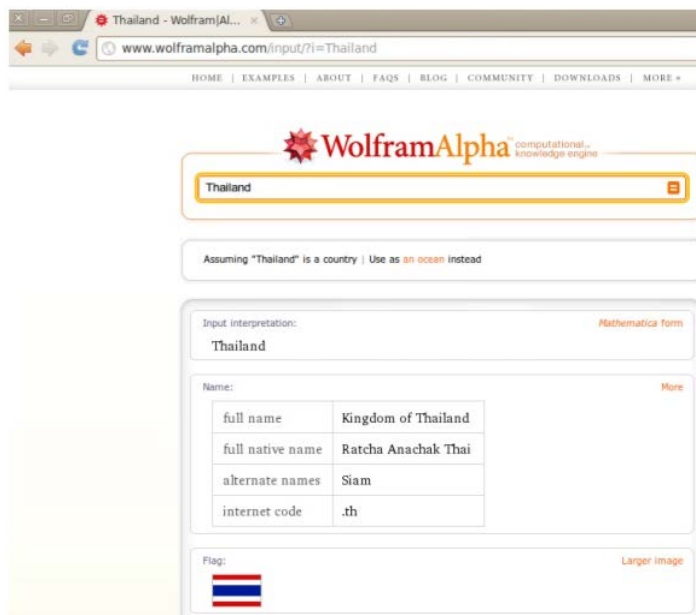 Thailand - Wolfram|Al...
www.wolframalpha.com/input/?i=Thailand
HOME | EXAMPLES | ABOUT | FAQS | BLOG | COMMUNITY | DOWNLOADS | MORE »
WolframAlpha™ computational knowledge engine
Thailand
Assuming "Thailand" is a country | Use as an ocean instead
Input interpretation: Mathematica form
Thailand
Name: More
full name Kingdom of Thailand
full native name Ratcha Anachak Thai
alternate names Siam
internet code .th
Flag: Larger image